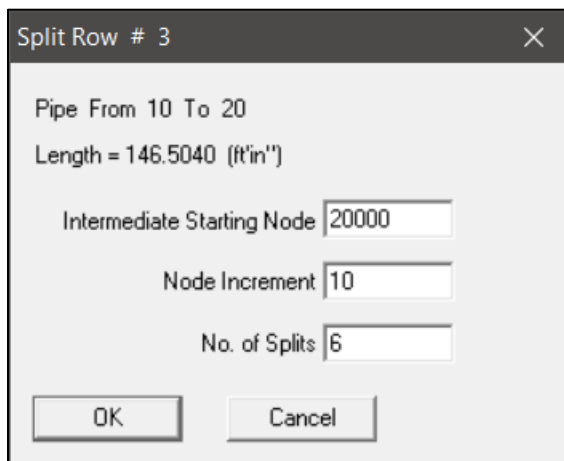 Split Row # 3
Pipe From 10 To 20
Length = 146.5040 (ft'in'')
Intermediate Starting Node 20000
Node Increment 10
No. of Splits 6
OK Cancel